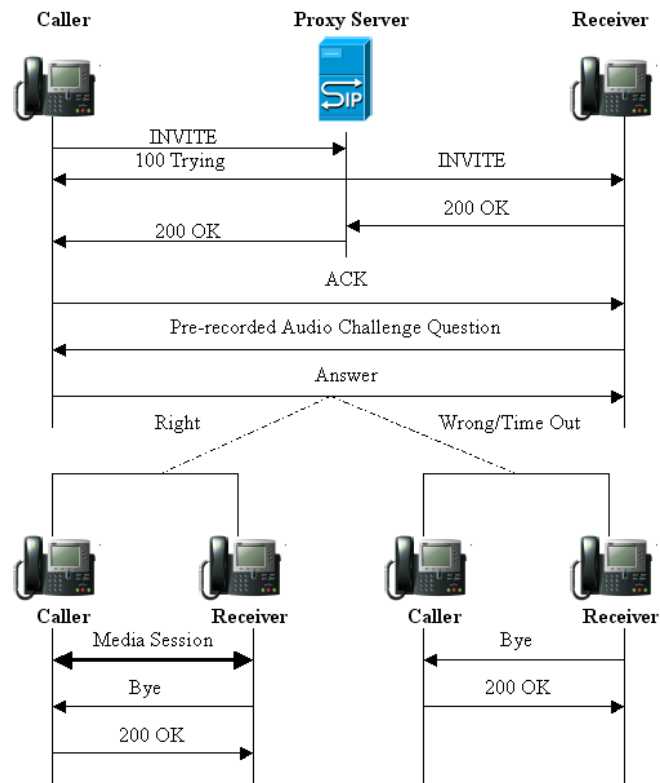 Caller
Proxy Server
Receiver
SIP
INVITE
100 Trying
INVITE
200 OK
200 OK
ACK
Pre-recorded Audio Challenge Question
Answer
Right
Wrong/Time Out
Caller
Receiver
Caller
Receiver
Media Session
Bye
Bye
200 OK
200 OK